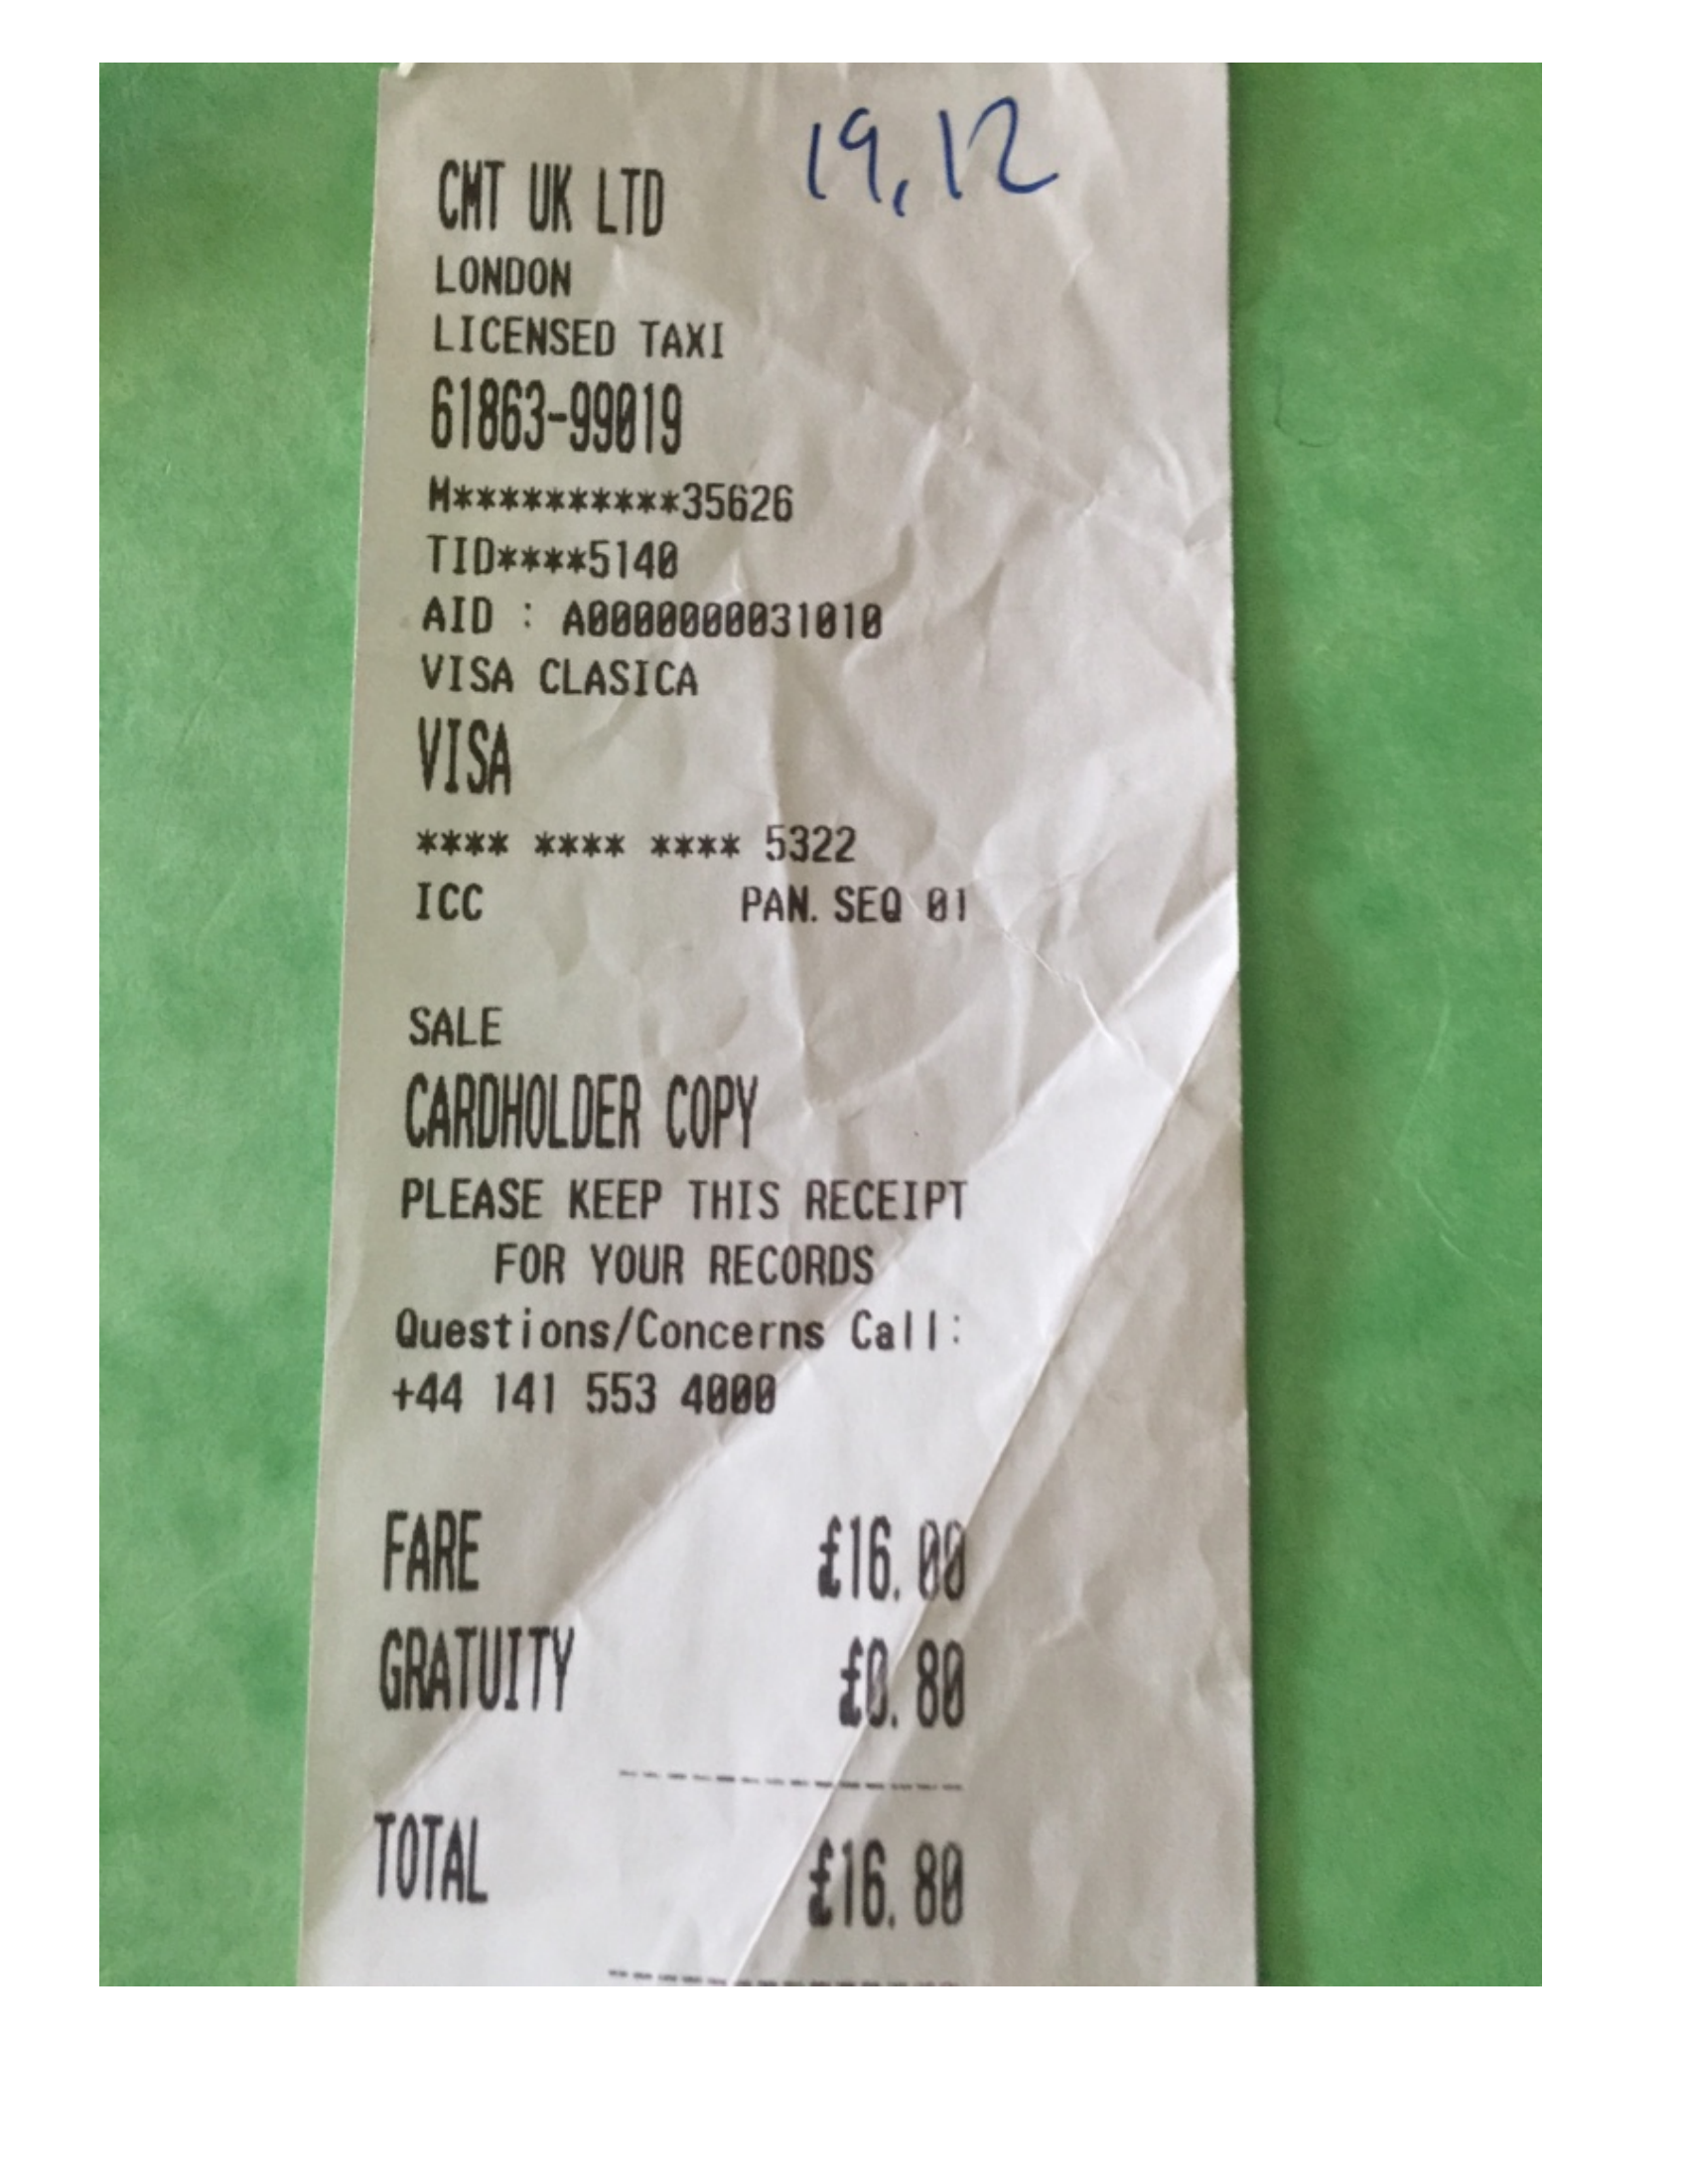 19,12
CMT UK LTD
LONDON
LICENSED TAXI
61863-99019
M**********35626
TID****5140
AID : A0000000031010
VISA CLASICA
VISA
**** **** **** 5322
ICC PAN. SEQ 01
SALE
CARDHOLDER COPY
PLEASE KEEP THIS RECEIPT
FOR YOUR RECORDS
Questions/Concerns Call:
+44 141 553 4000
FARE £16.00
GRATUITY £0.80
TOTAL £16.80